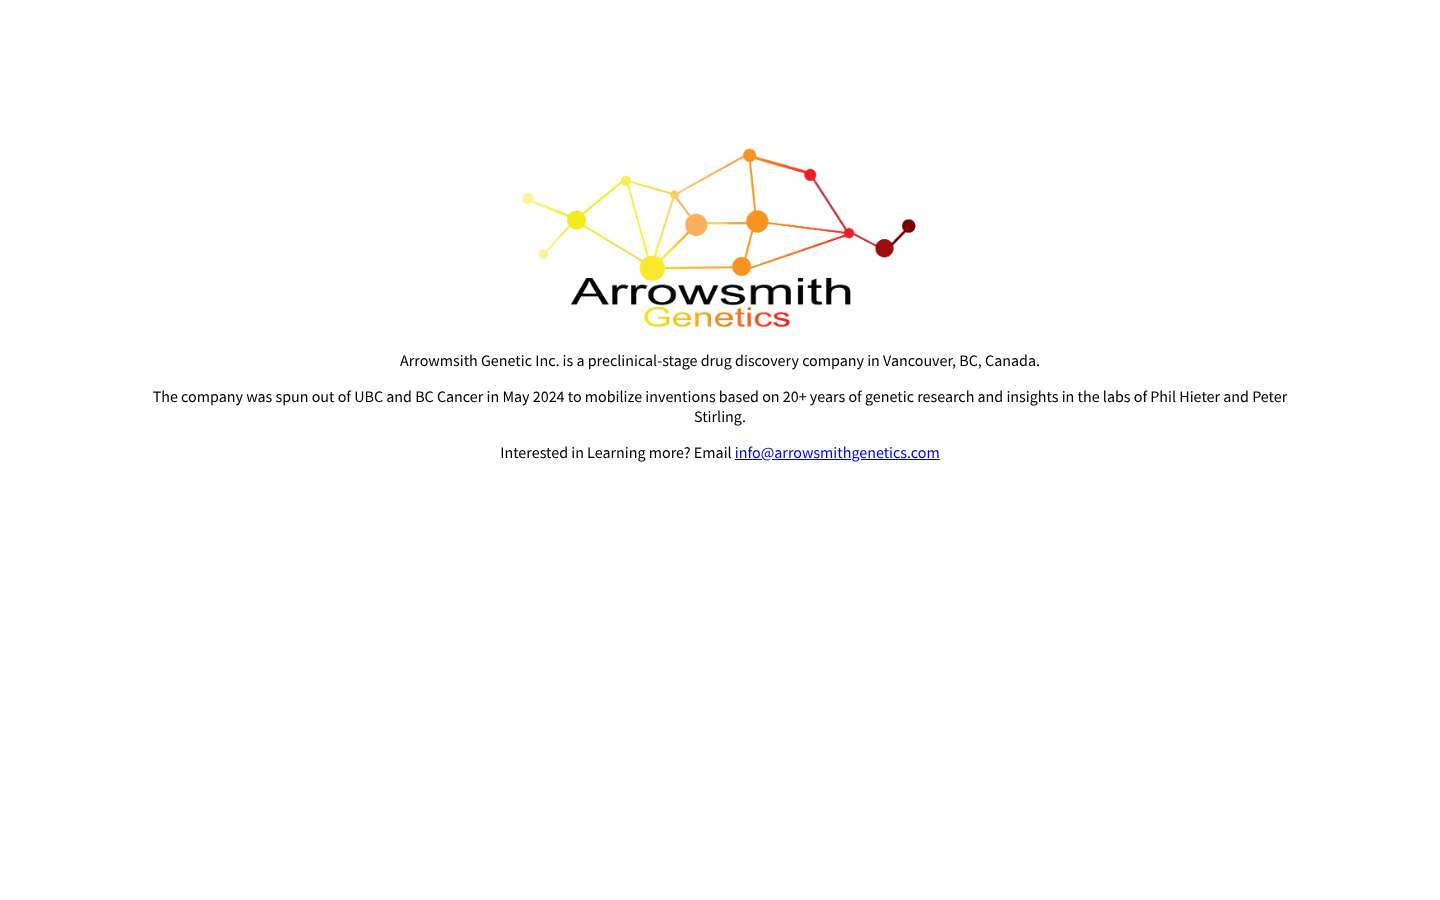 Arrowsmith
Genetics
Arrowmsith Genetic Inc. is a preclinical-stage drug discovery company in Vancouver, BC, Canada.
The company was spun out of UBC and BC Cancer in May 2024 to mobilize inventions based on 20+ years of genetic research and insights in the labs of Phil Hieter and Peter
Stirling.
Interested in Learning more? Email info@arrowsmithgenetics.com